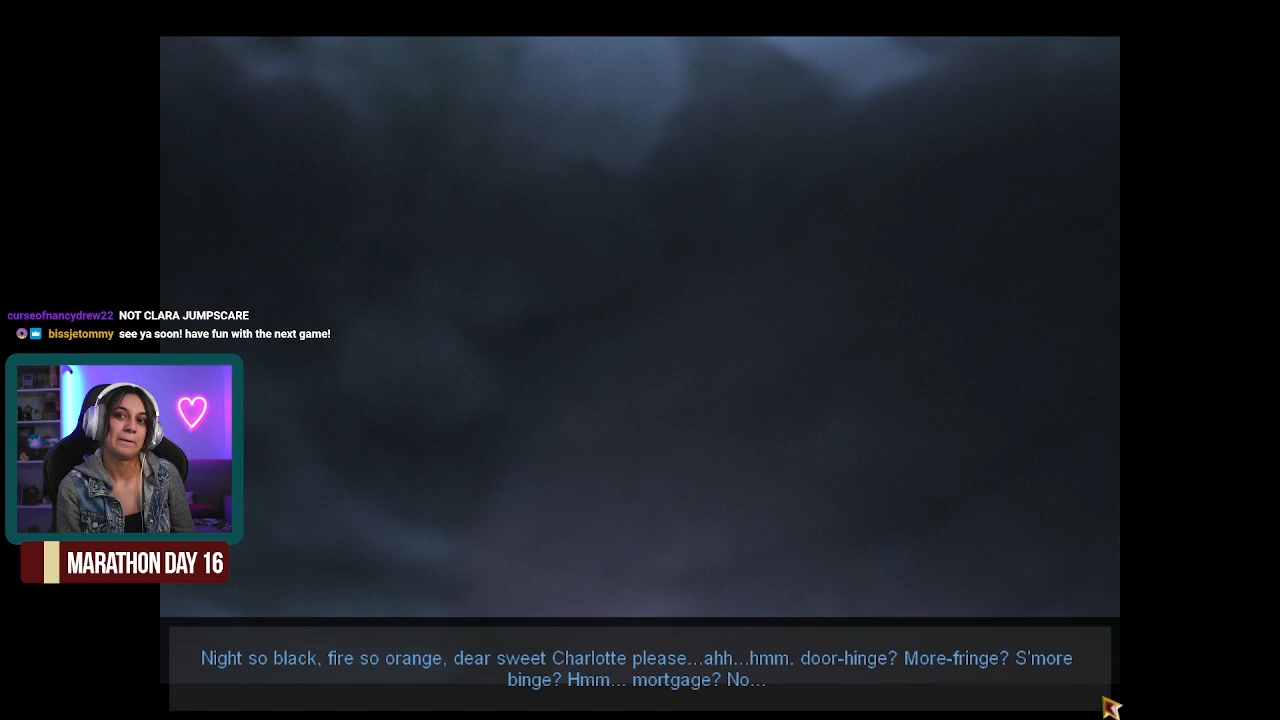 curseofnancydrew22 NOT CLARA JUMPSCARE
bissjetommy see ya soon! have fun with the next game!
MARATHON DAY 16
Night so black, fire so orange, dear sweet Charlotte please...ahh...hmm. door-hinge? More-fringe? S'more
binge? Hmm... mortgage? No...